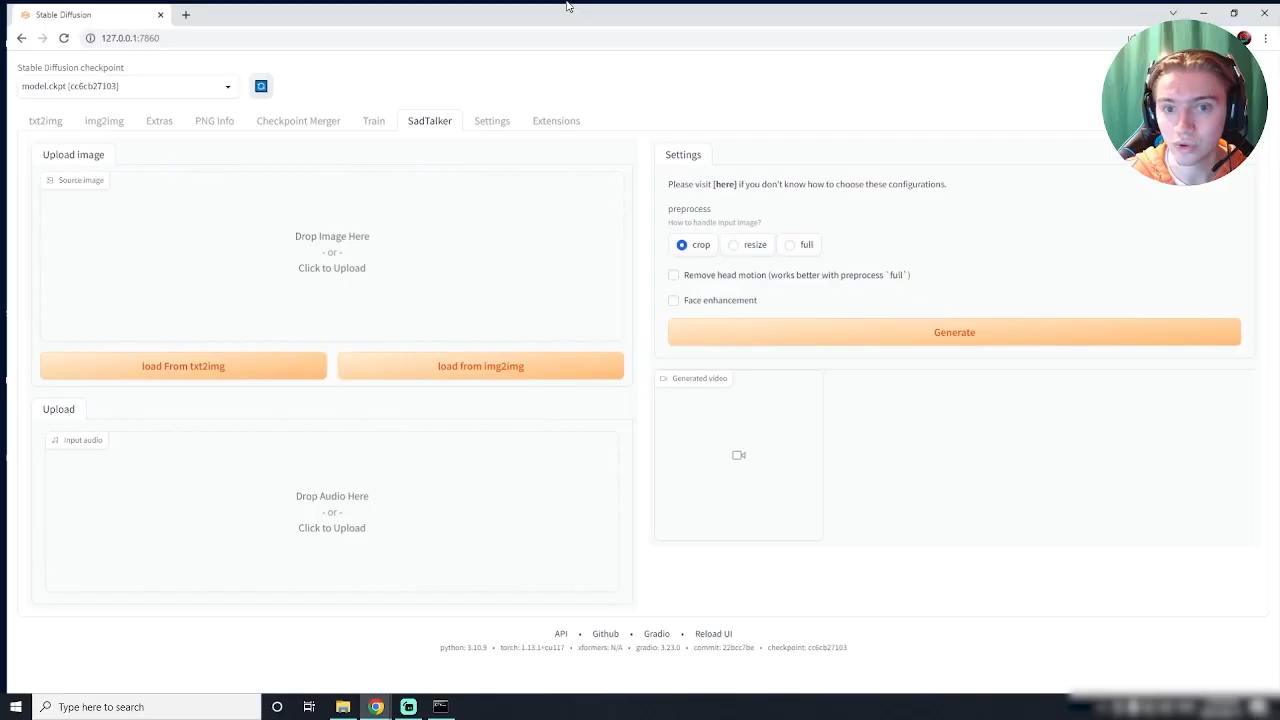 Stable Diffusion
127.0.0.1:7860
Stable Diffusion checkpoint
model.ckpt [cc6cb27103]
txt2img
img2img
Extras
PNG Info
Checkpoint Merger
Train
SadTalker
Settings
Extensions
Upload image
Source image
Drop Image Here
- or -
Click to Upload
load From txt2img
load from img2img
Upload
Input audio
Drop Audio Here
- or -
Click to Upload
Settings
Please visit [here] if you don't know how to choose these configurations.
preprocess
How to handle input image?
crop
resize
full
Remove head motion (works better with preprocess `full`)
Face enhancement
Generate
Generated video
API • Github • Gradio • Reload UI
python: 3.10.9 • torch: 1.13.1+cu117 • xformers: N/A • gradio: 3.23.0 • commit: 22bcc7be • checkpoint: cc6cb27103
Type here to search